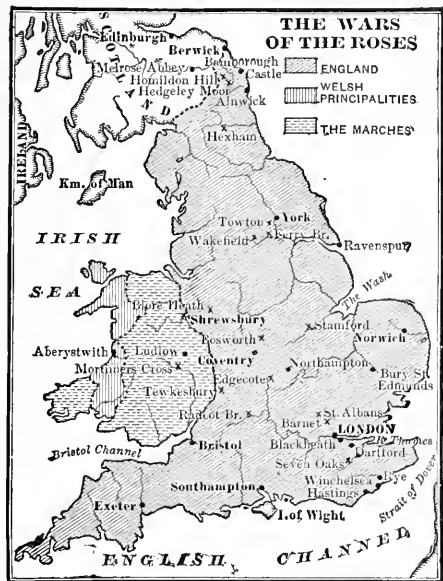 THE WARS
OF THE ROSES
ENGLAND
WELSH
PRINCIPALITIES
THE MARCHES
SCOTLAND
Edinburgh
Berwick
Melrose Abbey
Bamborough
Castle
Homildon Hill
Hedgeley Moor
Alnwick
Hexham
IRELAND
Km. of Man
IRISH
SEA
Towton
York
Wakefield
Ferry Br.
Ravenspur
The Wash
Blore Heath
Shrewsbury
Stamford
Norwich
Bosworth
Aberystwith
Ludlow
Coventry
Northampton
Mortimers Cross
Edgecote
Bury St.
Edmunds
Tewkesbury
Radcot Br.
St. Albans
Barnet
LONDON
Bristol Channel
Bristol
Blackheath
R. Thames
Dartford
Seven Oaks
Southampton
Winchelsea
Rye
Hastings
Strait of Dover
Exeter
I. of Wight
ENGLISH
CHANNEL